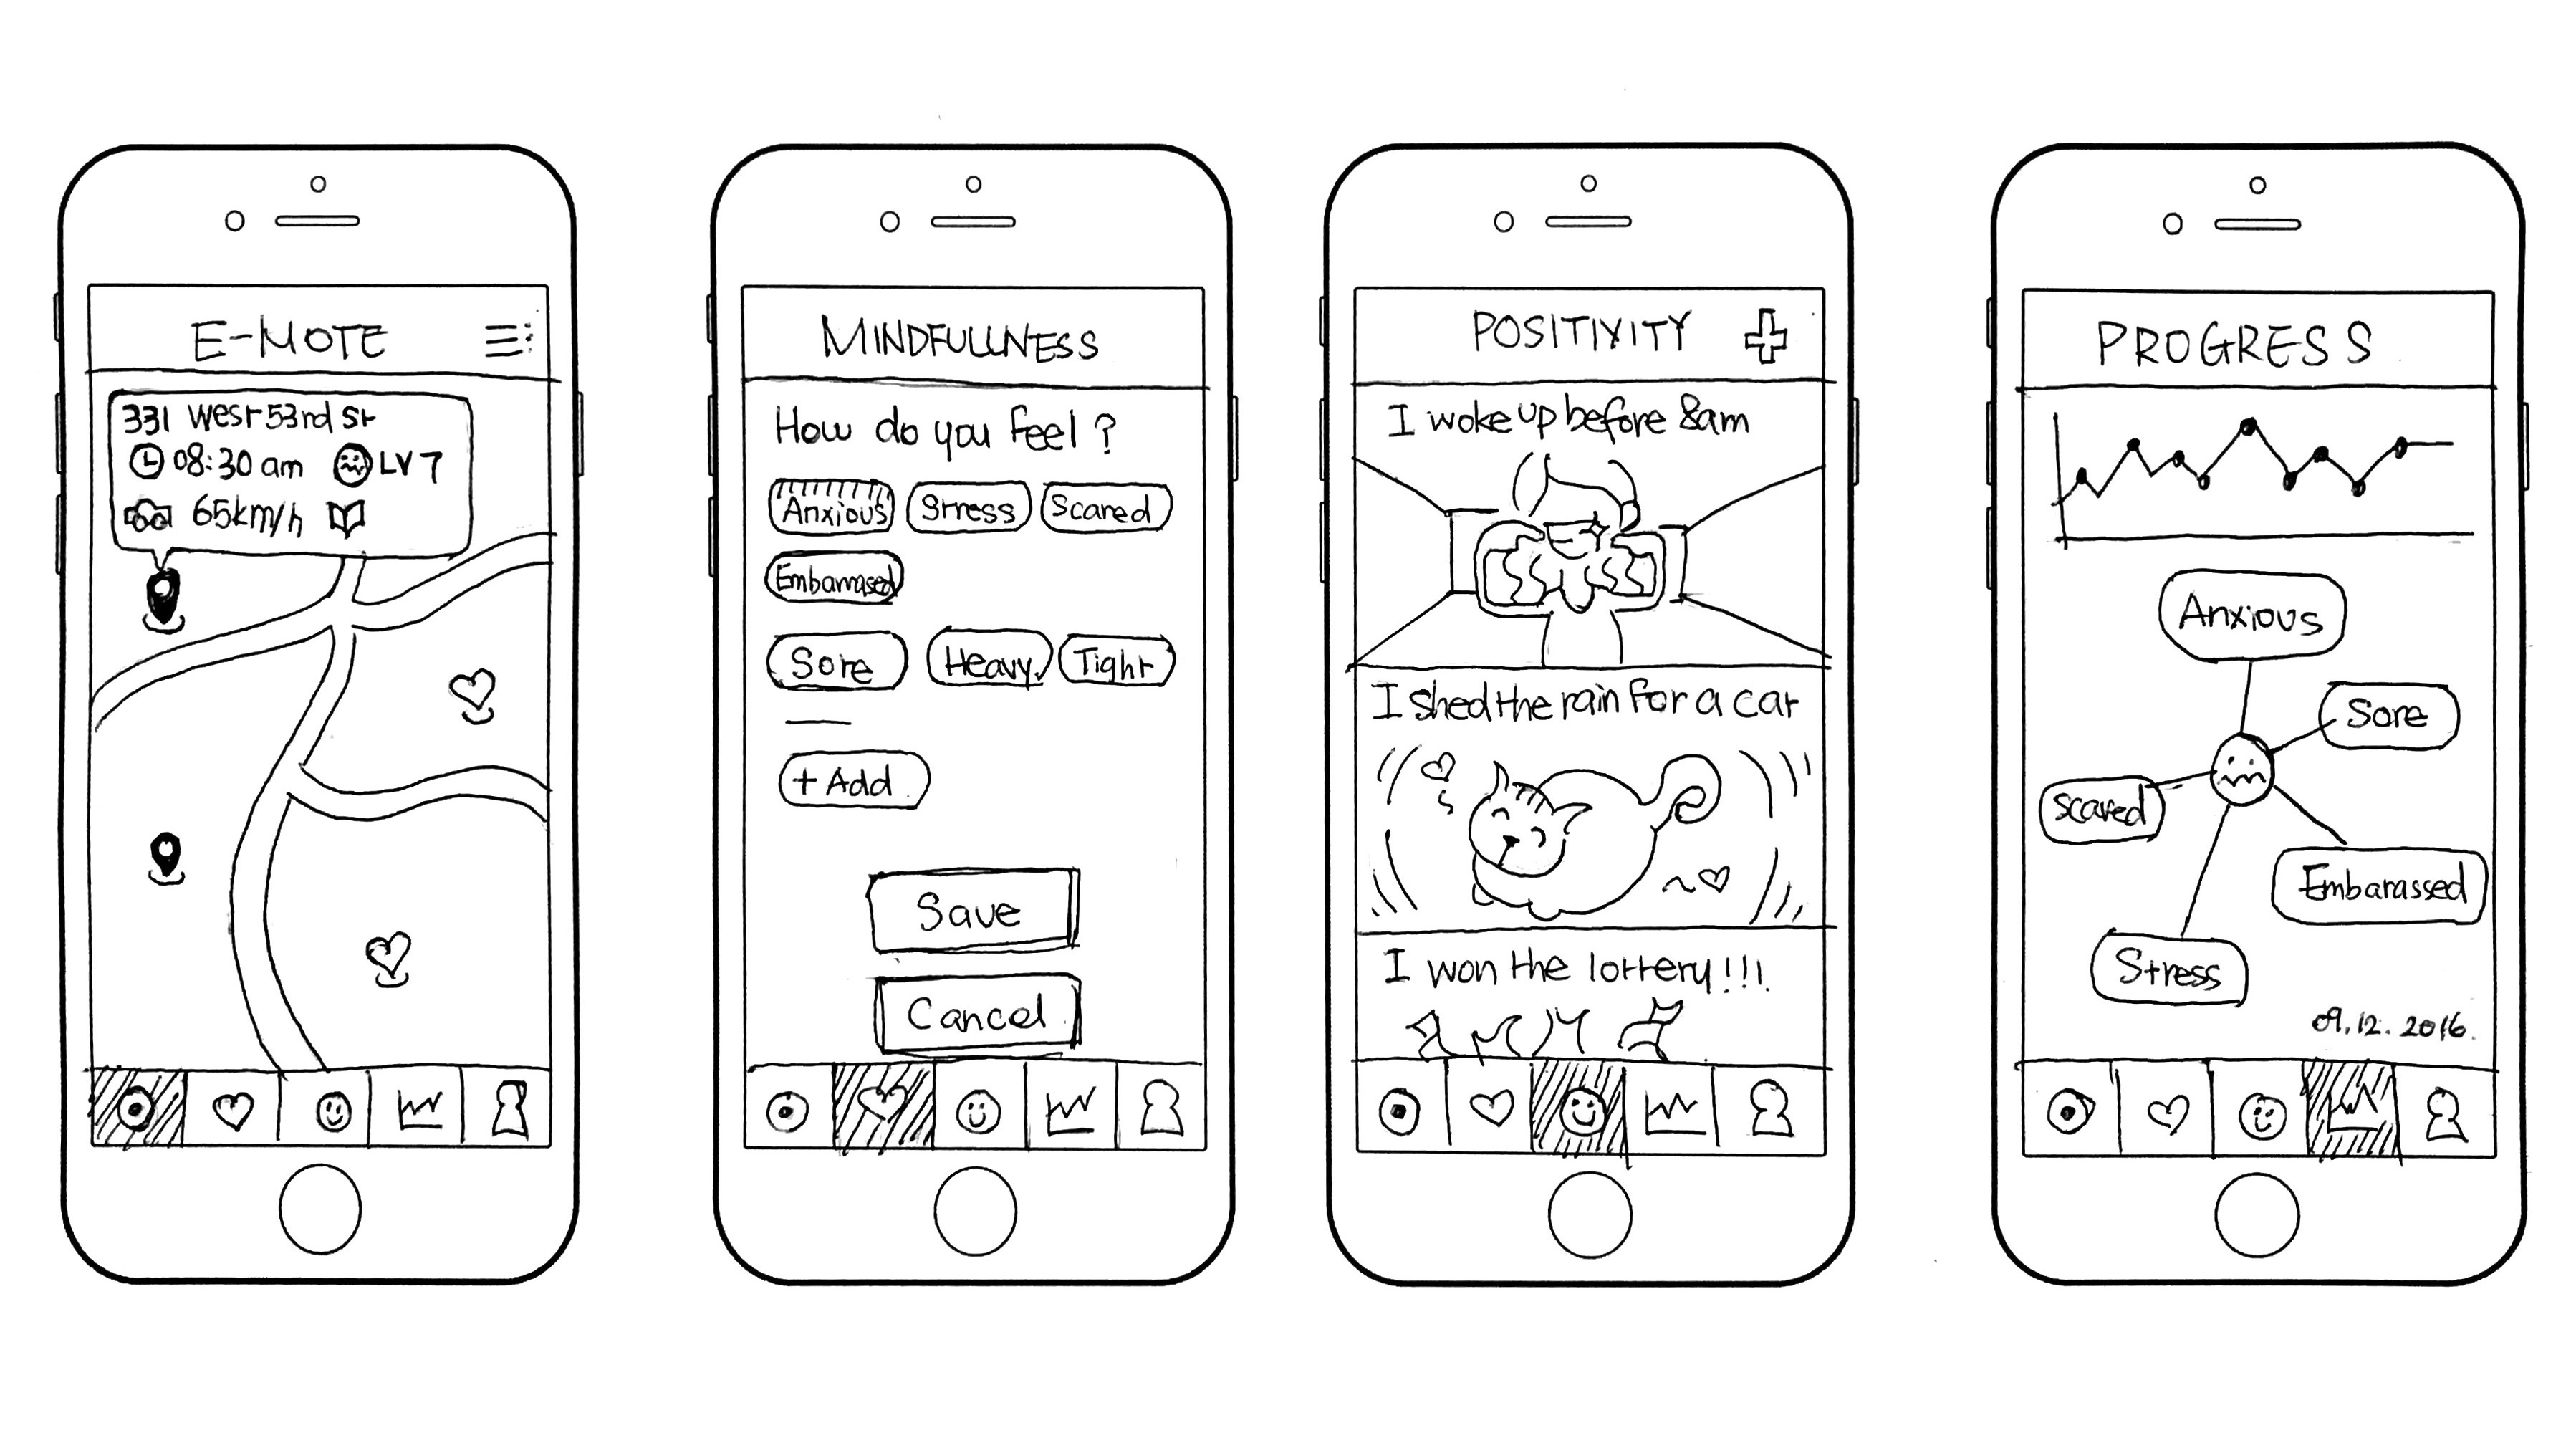 E-MOTE
331 West 53rd St
08:30 am LV 7
65km/h
MINDFULLNESS
How do you feel ?
Anxious Stress Scared
Embarrased
Sore Heavy Tight
+ Add
Save
Cancel
POSITIVITY
I woke up before 8am
I shed the rain for a cat
I won the lottery!!!
PROGRESS
Anxious
Sore
Scared
Embarassed
Stress
09.12.2016.